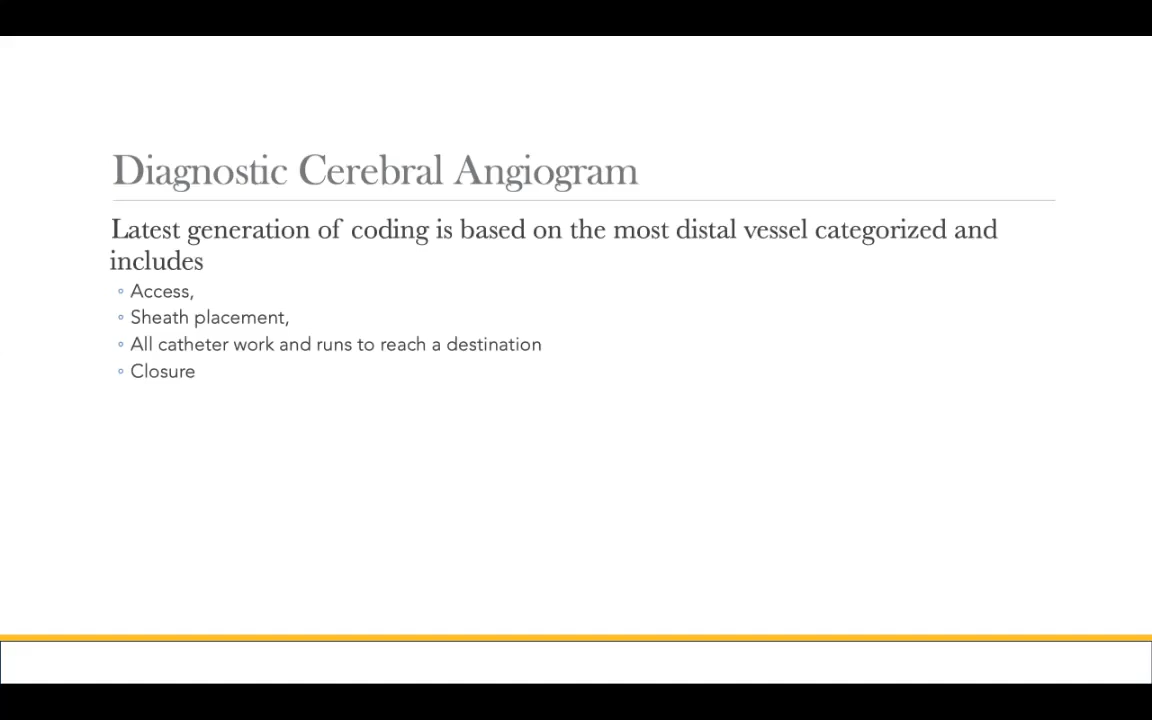 Diagnostic Cerebral Angiogram
Latest generation of coding is based on the most distal vessel categorized and
includes
◦ Access,
◦ Sheath placement,
◦ All catheter work and runs to reach a destination
◦ Closure